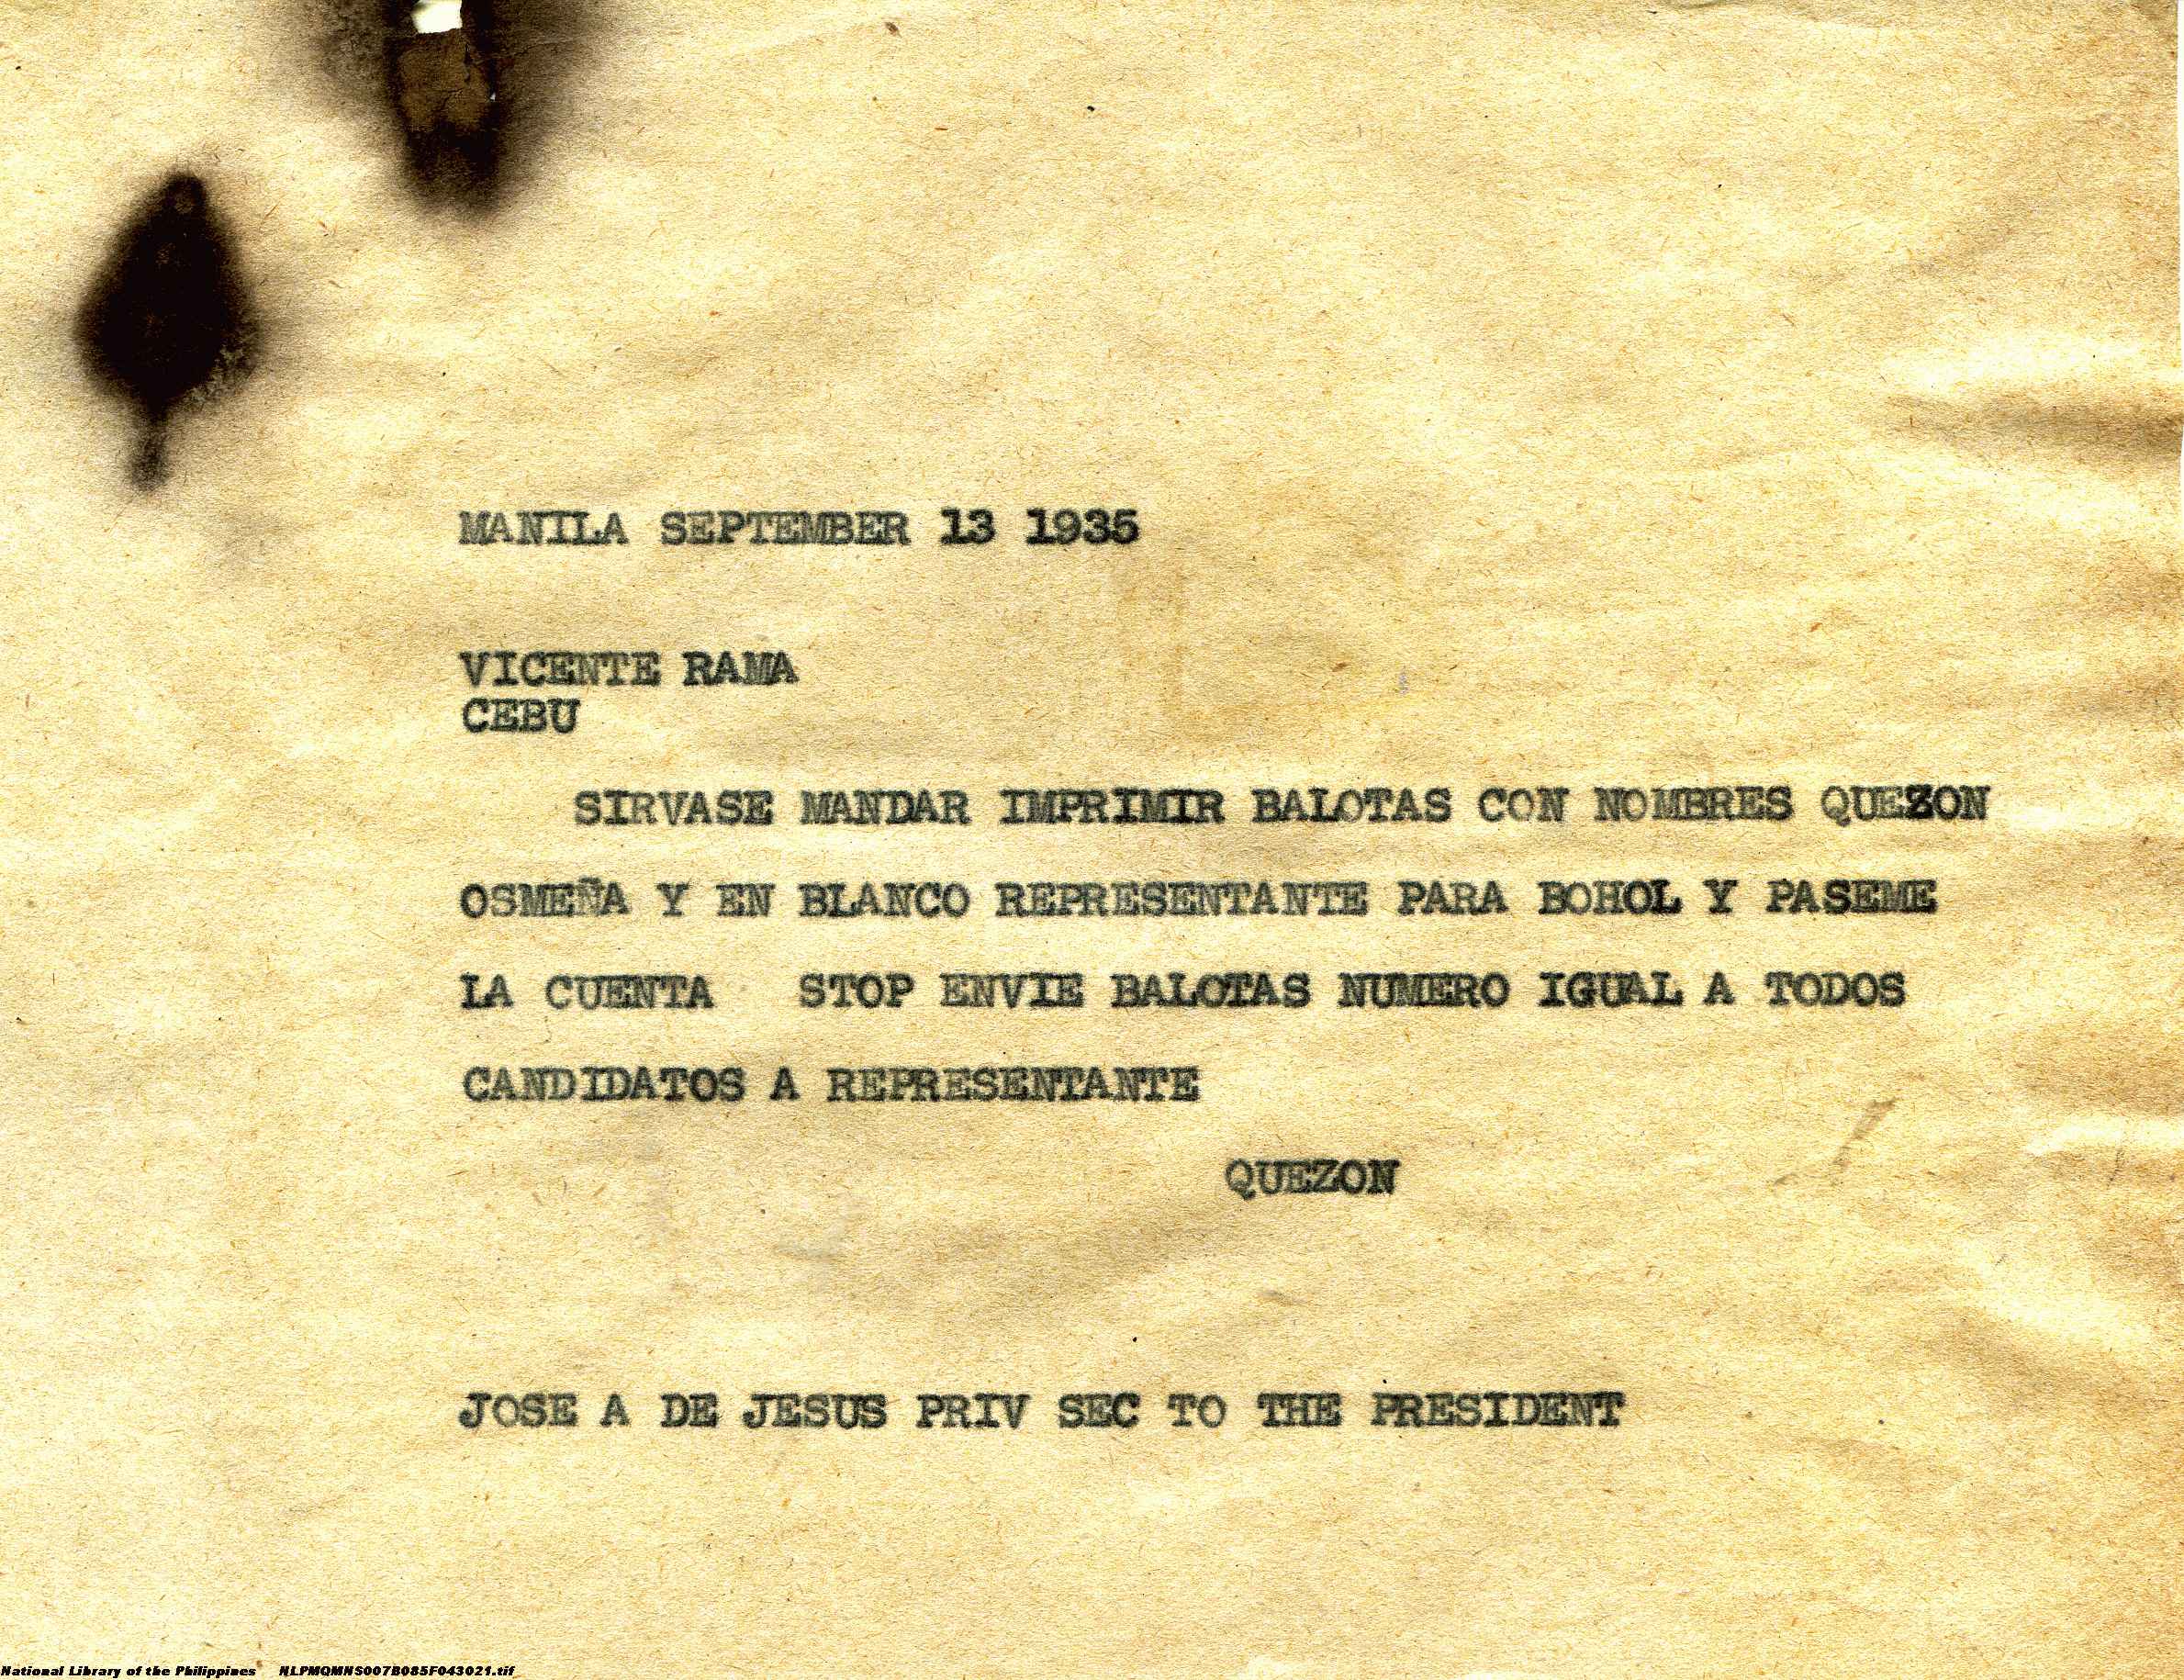 MANILA SEPTEMBER 13 1935
VICENTE RAMA
CEBU
SIRVASE MANDAR IMPRIMIR BALOTAS CON NOMBRES QUEZON
OSMEÑA Y EN BLANCO REPRESENTANTE PARA BOHOL Y PASEME
LA CUENTA STOP ENVIE BALOTAS NUMERO IGUAL A TODOS
CANDIDATOS A REPRESENTANTE
QUEZON
JOSE A DE JESUS PRIV SEC TO THE PRESIDENT
National Library of the Philippines NLPMQMNS007B085F043021.tif